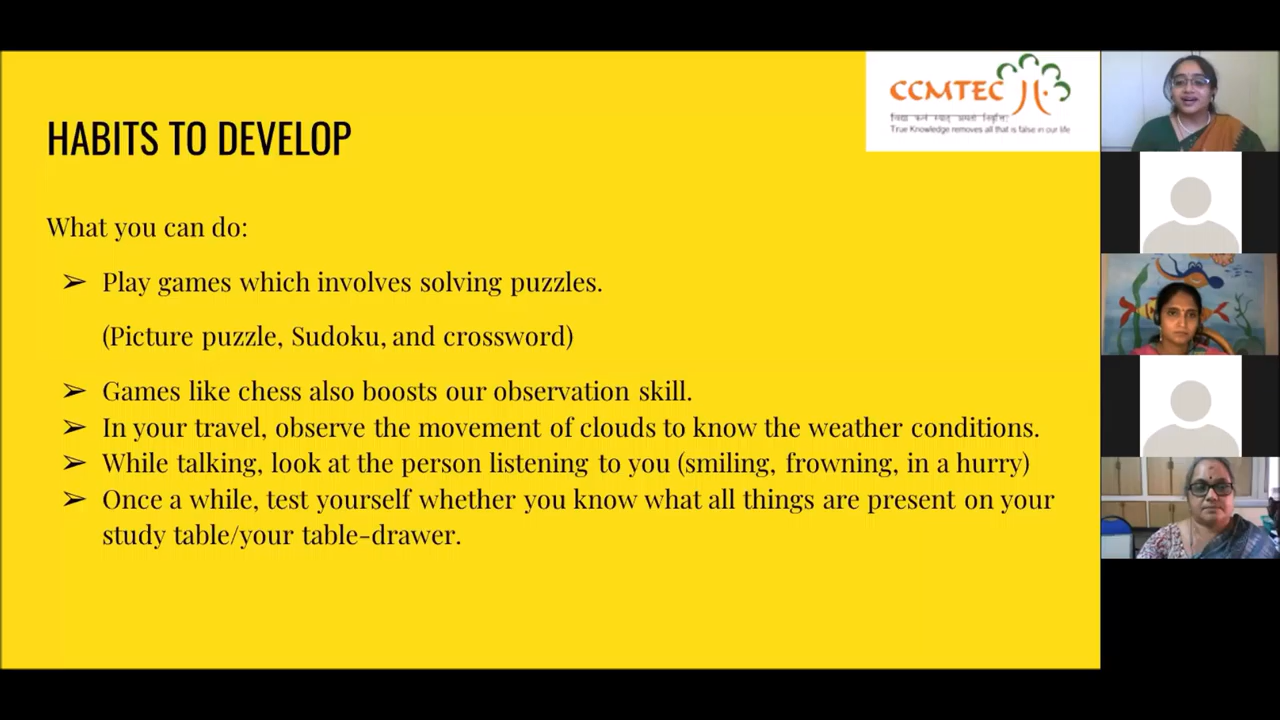 CCMTEC
True Knowledge removes all that is false in our life
HABITS TO DEVELOP
What you can do:
➢ Play games which involves solving puzzles.
(Picture puzzle, Sudoku, and crossword)
➢ Games like chess also boosts our observation skill.
➢ In your travel, observe the movement of clouds to know the weather conditions.
➢ While talking, look at the person listening to you (smiling, frowning, in a hurry)
➢ Once a while, test yourself whether you know what all things are present on your
study table/your table-drawer.